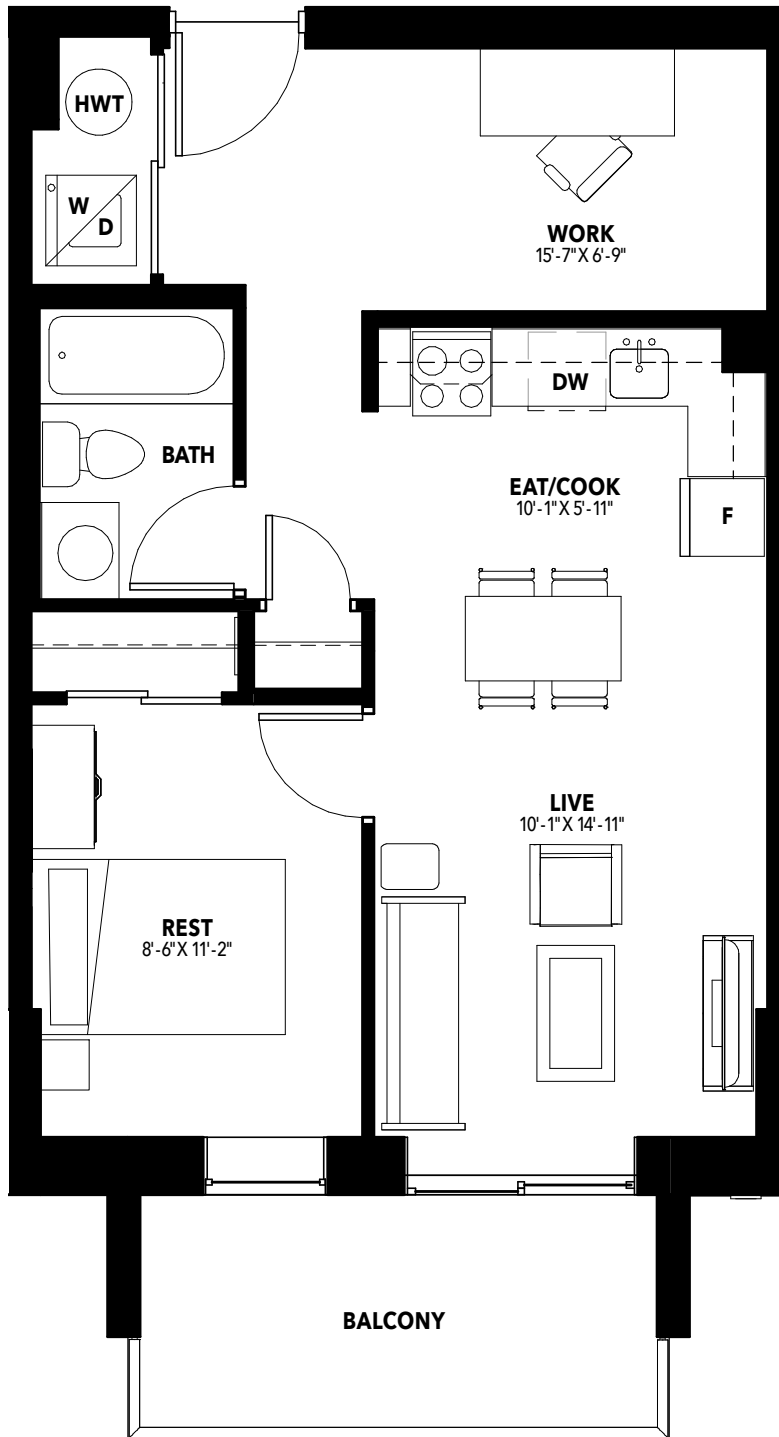 HWT
W
D
WORK
15'-7"X 6'-9"
DW
BATH
EAT/COOK
10'-1"X 5'-11"
F
LIVE
10'-1"X 14'-11"
REST
8'-6"X 11'-2"
BALCONY